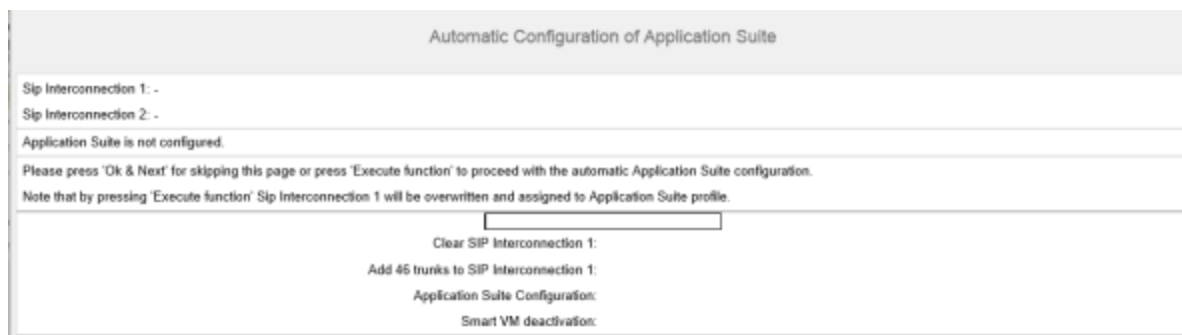 Automatic Configuration of Application Suite
Sip Interconnection 1: -
Sip Interconnection 2: -
Application Suite is not configured.
Please press 'Ok & Next' for skipping this page or press 'Execute function' to proceed with the automatic Application Suite configuration.
Note that by pressing 'Execute function' Sip Interconnection 1 will be overwritten and assigned to Application Suite profile.
Clear SIP Interconnection 1:
Add 46 trunks to SIP Interconnection 1:
Application Suite Configuration:
Smart VM deactivation: